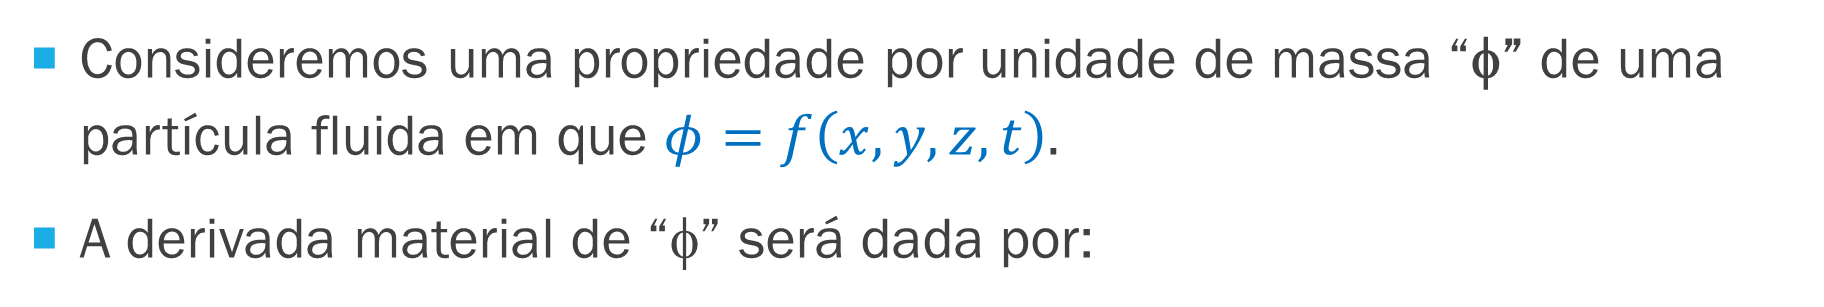 Consideremos uma propriedade por unidade de massa “ϕ” de uma
partícula fluida em que ϕ = f(x, y, z, t).
A derivada material de “ϕ” será dada por: